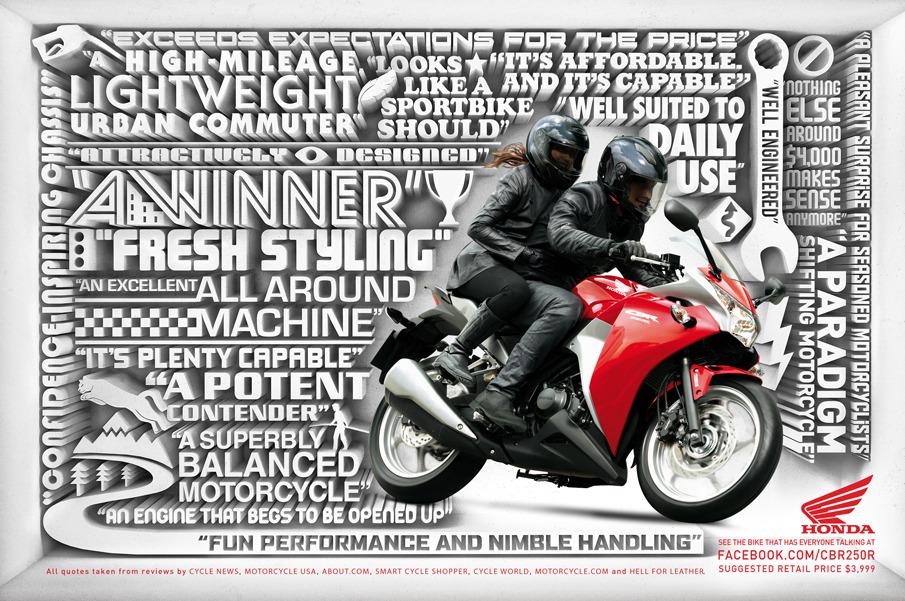 "EXCEEDS EXPECTATIONS FOR THE PRICE"
"A HIGH-MILEAGE,
LIGHTWEIGHT
URBAN COMMUTER"
"LOOKS
LIKE A
SPORTBIKE
SHOULD"
"IT'S AFFORDABLE.
AND IT'S CAPABLE"
"WELL SUITED TO
DAILY
USE"
"WELL ENGINEERED"
"NOTHING
ELSE
AROUND
$4,000
MAKES
SENSE
ANYMORE"
"A PLEASANT SURPRISE FOR SEASONED MOTORCYCLISTS"
"A PARADIGM
SHIFTING MOTORCYCLE"
"CONFIDENCE-INSPIRING CHASSIS"
"ATTRACTIVELY DESIGNED"
"A WINNER"
"FRESH STYLING"
"AN EXCELLENT ALL AROUND
MACHINE"
"IT'S PLENTY CAPABLE"
"A POTENT
CONTENDER"
"A SUPERBLY
BALANCED
MOTORCYCLE"
"AN ENGINE THAT BEGS TO BE OPENED UP"
"FUN PERFORMANCE AND NIMBLE HANDLING"
HONDA
CBR
HONDA
SEE THE BIKE THAT HAS EVERYONE TALKING AT
FACEBOOK.COM/CBR250R
SUGGESTED RETAIL PRICE $3,999
All quotes taken from reviews by CYCLE NEWS, MOTORCYCLE USA, ABOUT.COM, SMART CYCLE SHOPPER, CYCLE WORLD, MOTORCYCLE.COM and HELL FOR LEATHER.